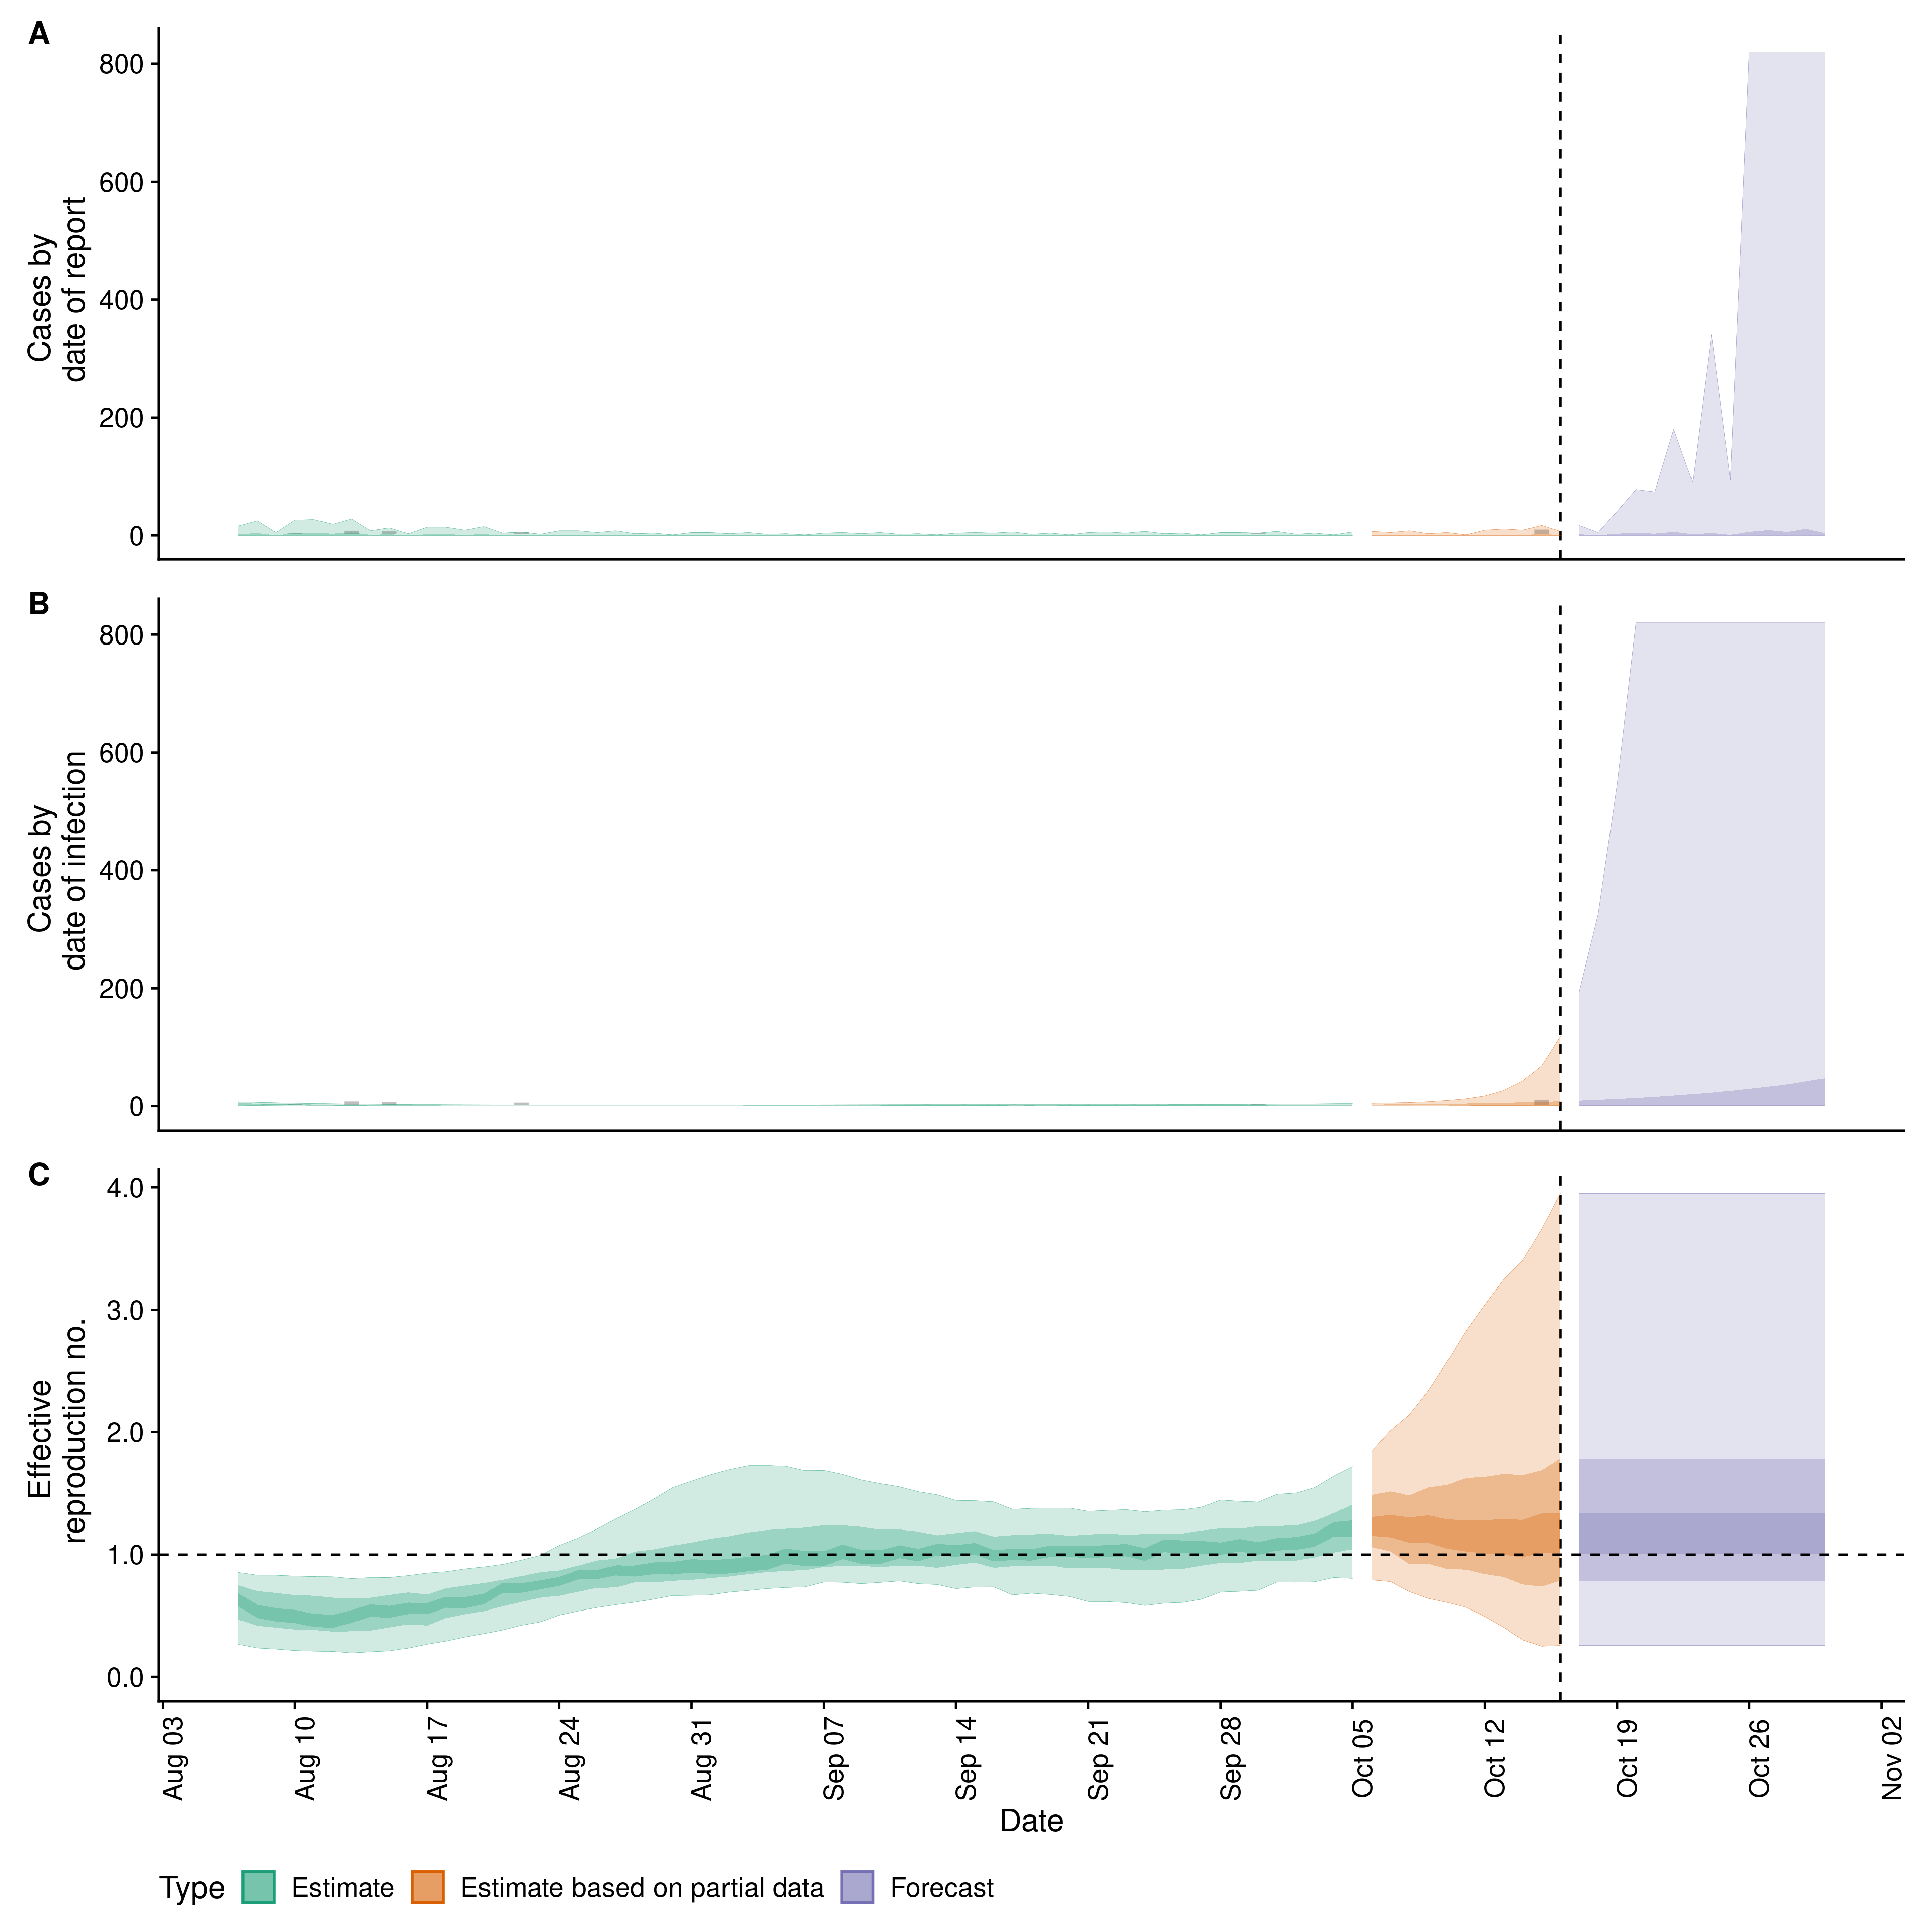 A
800
600
400
200
0
Cases by
date of report
B
800
600
400
200
0
Cases by
date of infection
C
4.0
3.0
2.0
1.0
0.0
Effective
reproduction no.
Aug 03
Aug 10
Aug 17
Aug 24
Aug 31
Sep 07
Sep 14
Sep 21
Sep 28
Oct 05
Oct 12
Oct 19
Oct 26
Nov 02
Date
Type Estimate Estimate based on partial data Forecast